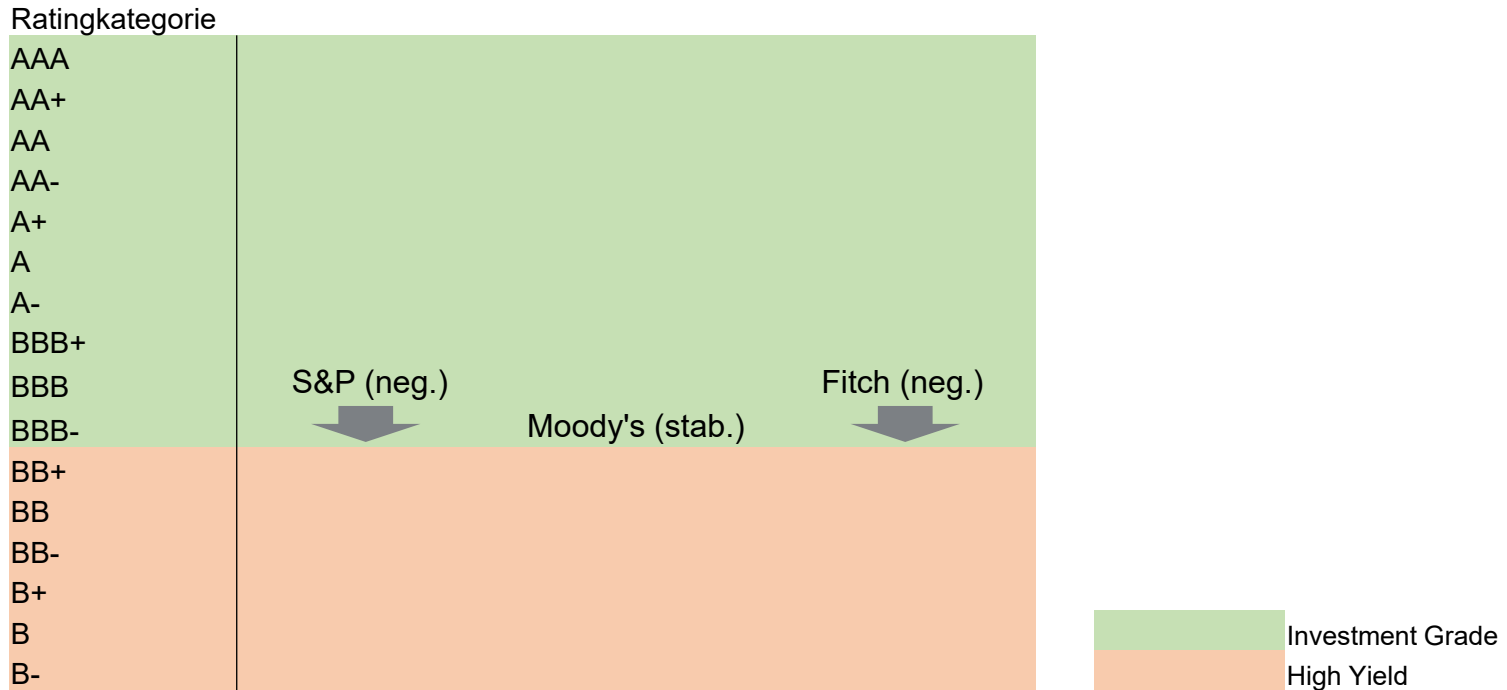 Ratingkategorie
AAA
AA+
AA
AA-
A+
A
A-
BBB+
BBB S&P (neg.) Fitch (neg.)
BBB- Moody's (stab.)
BB+
BB
BB-
B+
B Investment Grade
B- High Yield